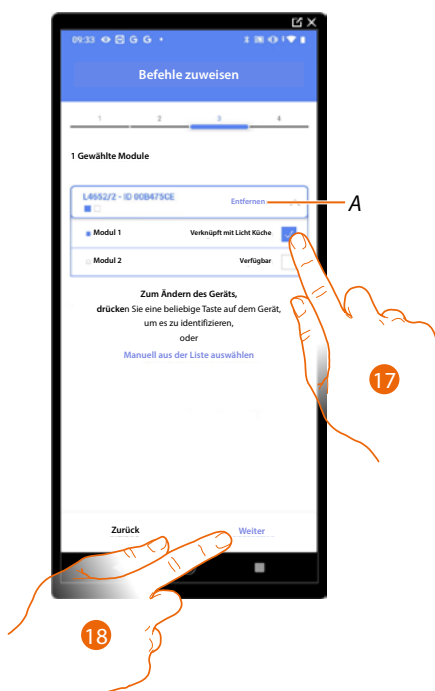 09:33 G G
Befehle zuweisen
1 2 3 4
1 Gewählte Module
L4652/2 - ID 00B475CE
Entfernen
A
Modul 1 Verknüpft mit Licht Küche
Modul 2 Verfügbar
Zum Ändern des Geräts,
drücken Sie eine beliebige Taste auf dem Gerät,
um es zu identifizieren,
oder
Manuell aus der Liste auswählen
17
Zurück Weiter
18